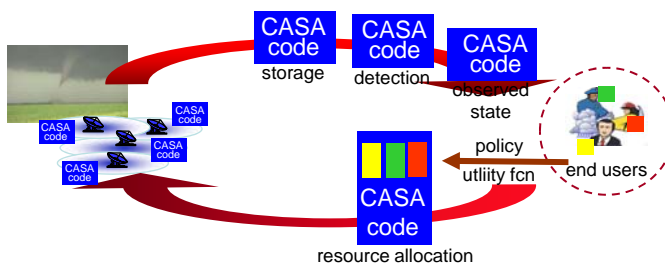 CASA
code
storage
CASA
code
detection
CASA
code
observed
state
CASA
code
CASA
code
CASA
code
CASA
code
policy
utliity fcn
end users
CASA
code
resource allocation